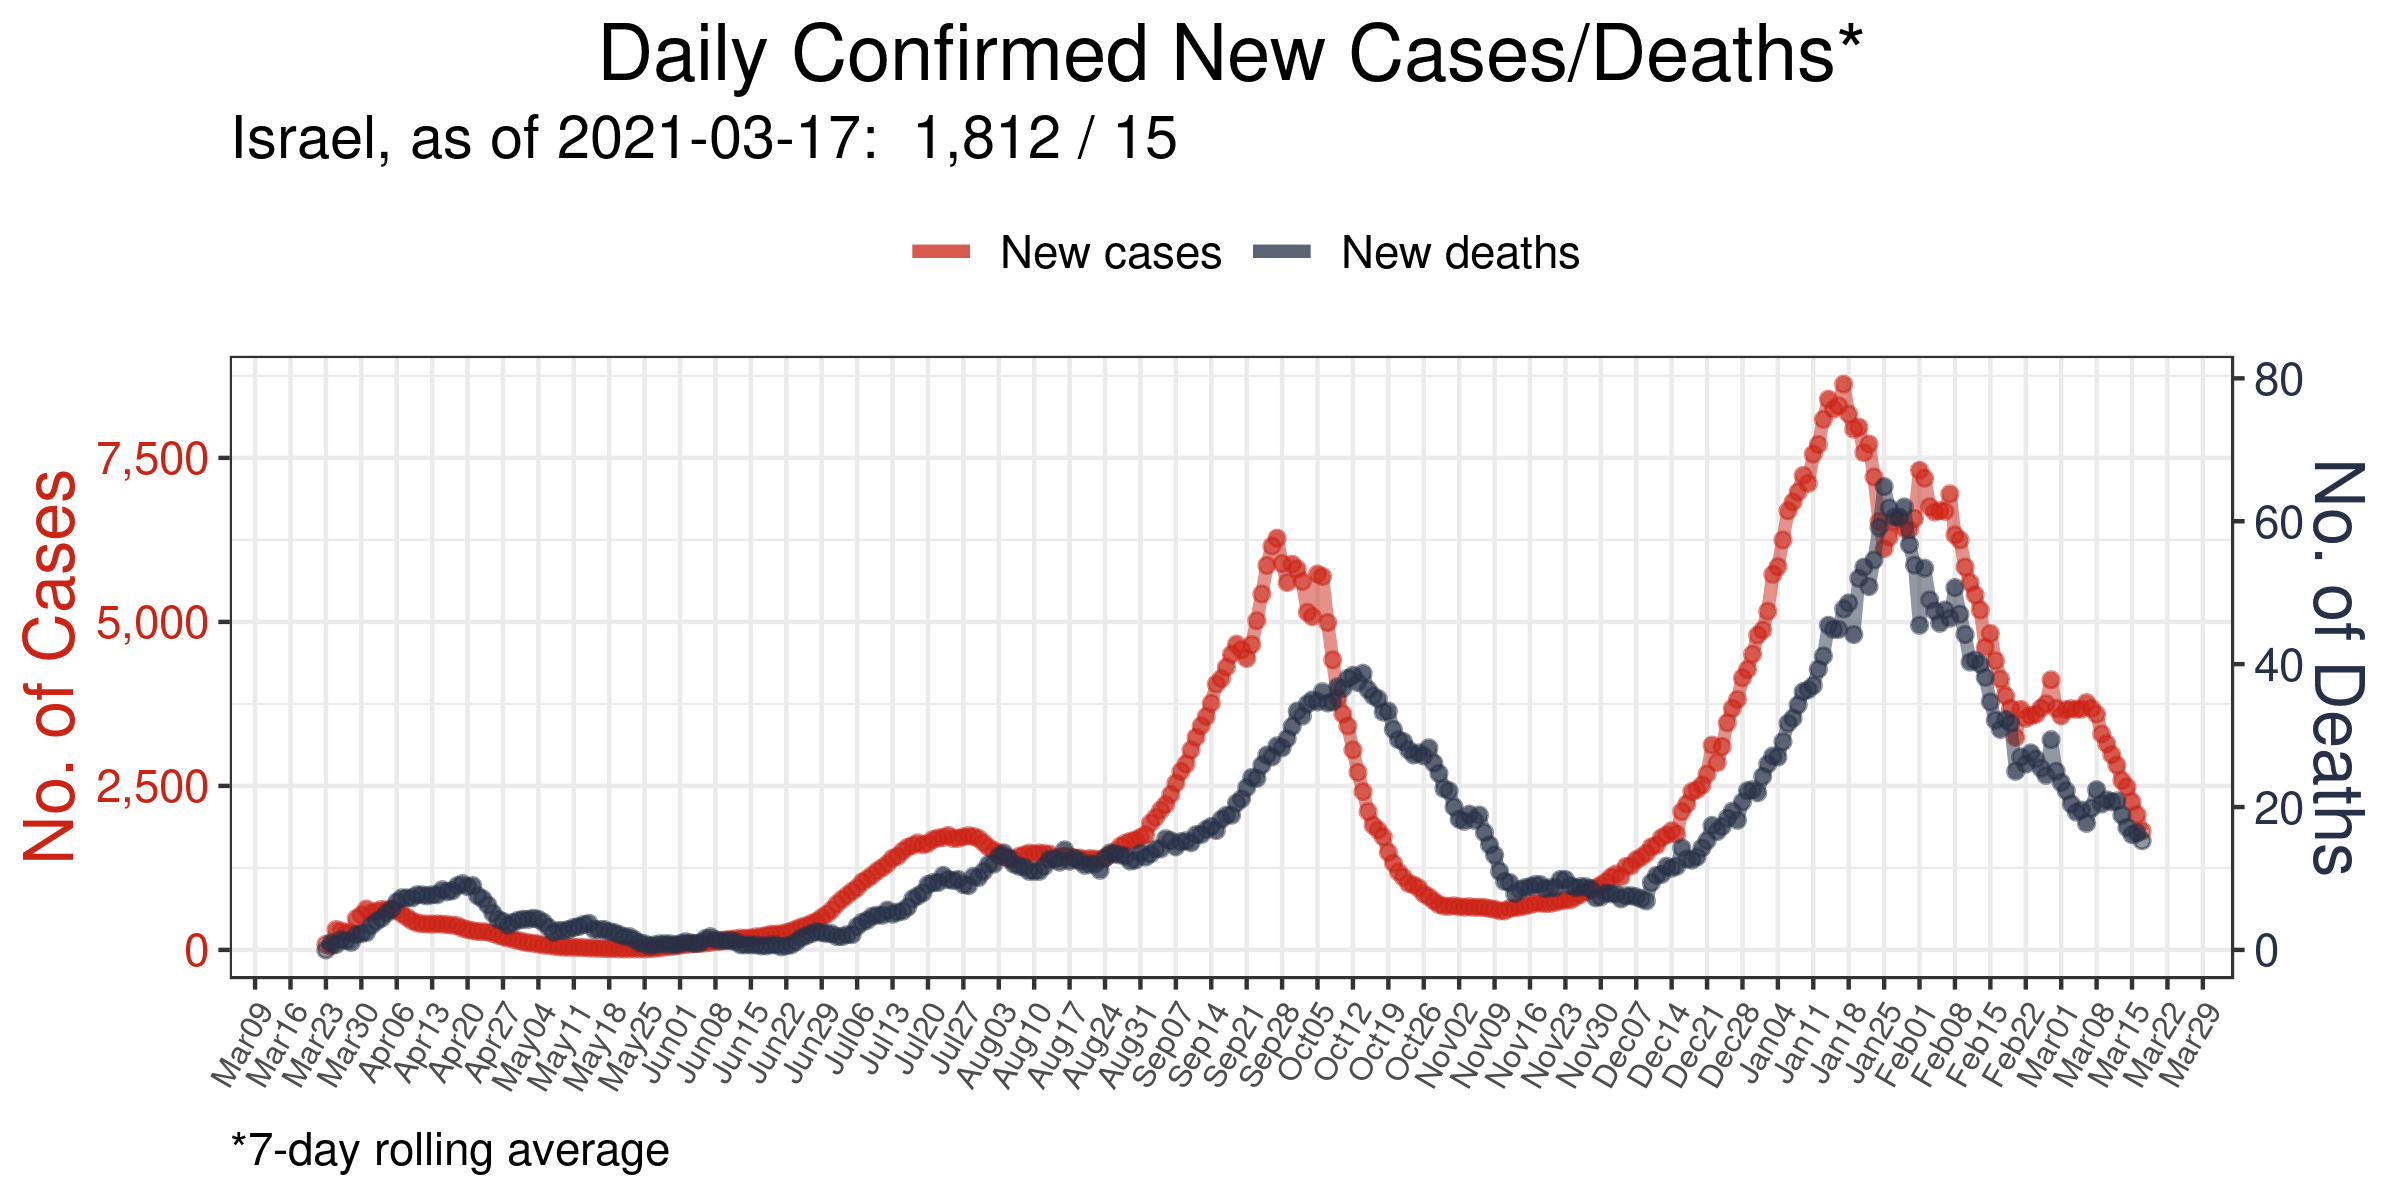 Daily Confirmed New Cases/Deaths*
Israel, as of 2021-03-17:  1,812 / 15
New cases
New deaths
No. of Cases
7,500
5,000
2,500
0
80
60
40
20
0
No. of Deaths
Mar09
Mar16
Mar23
Mar30
Apr06
Apr13
Apr20
Apr27
May04
May11
May18
May25
Jun01
Jun08
Jun15
Jun22
Jun29
Jul06
Jul13
Jul20
Jul27
Aug03
Aug10
Aug17
Aug24
Aug31
Sep07
Sep14
Sep21
Sep28
Oct05
Oct12
Oct19
Oct26
Nov02
Nov09
Nov16
Nov23
Nov30
Dec07
Dec14
Dec21
Dec28
Jan04
Jan11
Jan18
Jan25
Feb01
Feb08
Feb15
Feb22
Mar01
Mar08
Mar15
Mar22
Mar29
*7-day rolling average